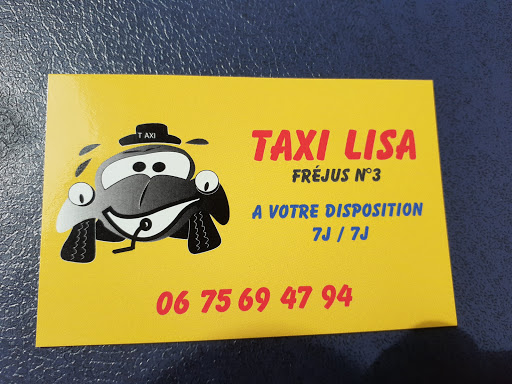 T AXI
TAXI LISA
FRÉJUS N°3
A VOTRE DISPOSITION
7J / 7J
06 75 69 47 94